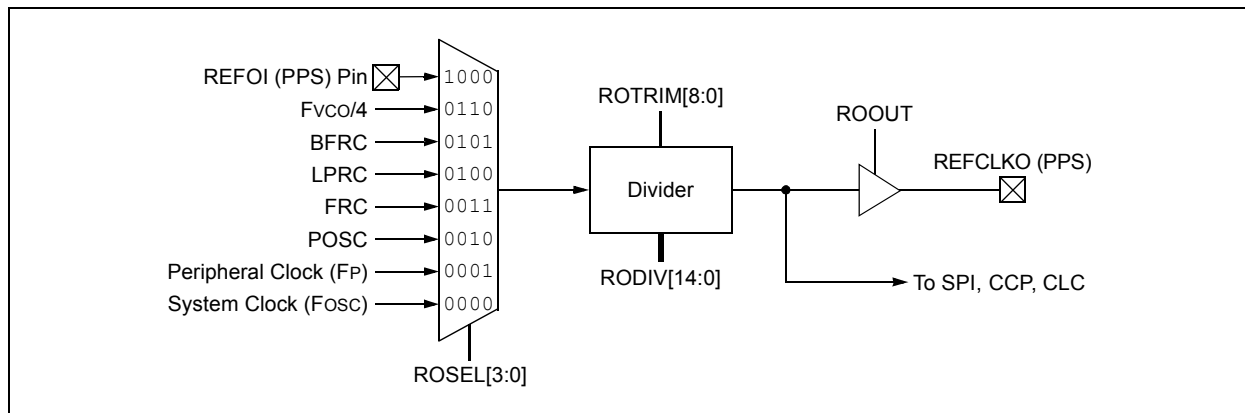 REFOI (PPS) Pin
1000
FVCO/4
0110
BFRC
0101
LPRC
0100
FRC
0011
POSC
0010
Peripheral Clock (FP)
0001
System Clock (FOSC)
0000
ROSEL[3:0]
ROTRIM[8:0]
Divider
RODIV[14:0]
ROOUT
REFCLKO (PPS)
To SPI, CCP, CLC